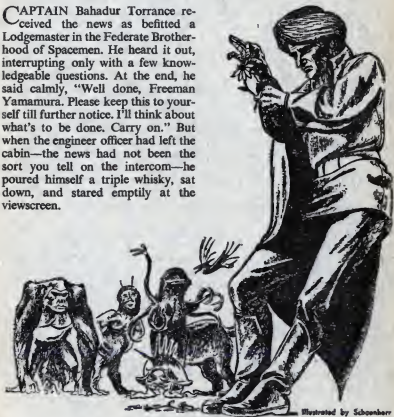 CAPTAIN Bahadur Torrance re-
ceived the news as befitted a
Lodgemaster in the Federate Brother-
hood of Spacemen. He heard it out,
interrupting only with a few know-
ledgeable questions. At the end, he
said calmly, "Well done, Freeman
Yamamura. Please keep this to your-
self till further notice. I'll think about
what's to be done. Carry on." But
when the engineer officer had left the
cabin—the news had not been the
sort you tell on the intercom—he
poured himself a triple whisky, sat
down, and stared emptily at the
viewscreen.
Illustrated by Schoenherr